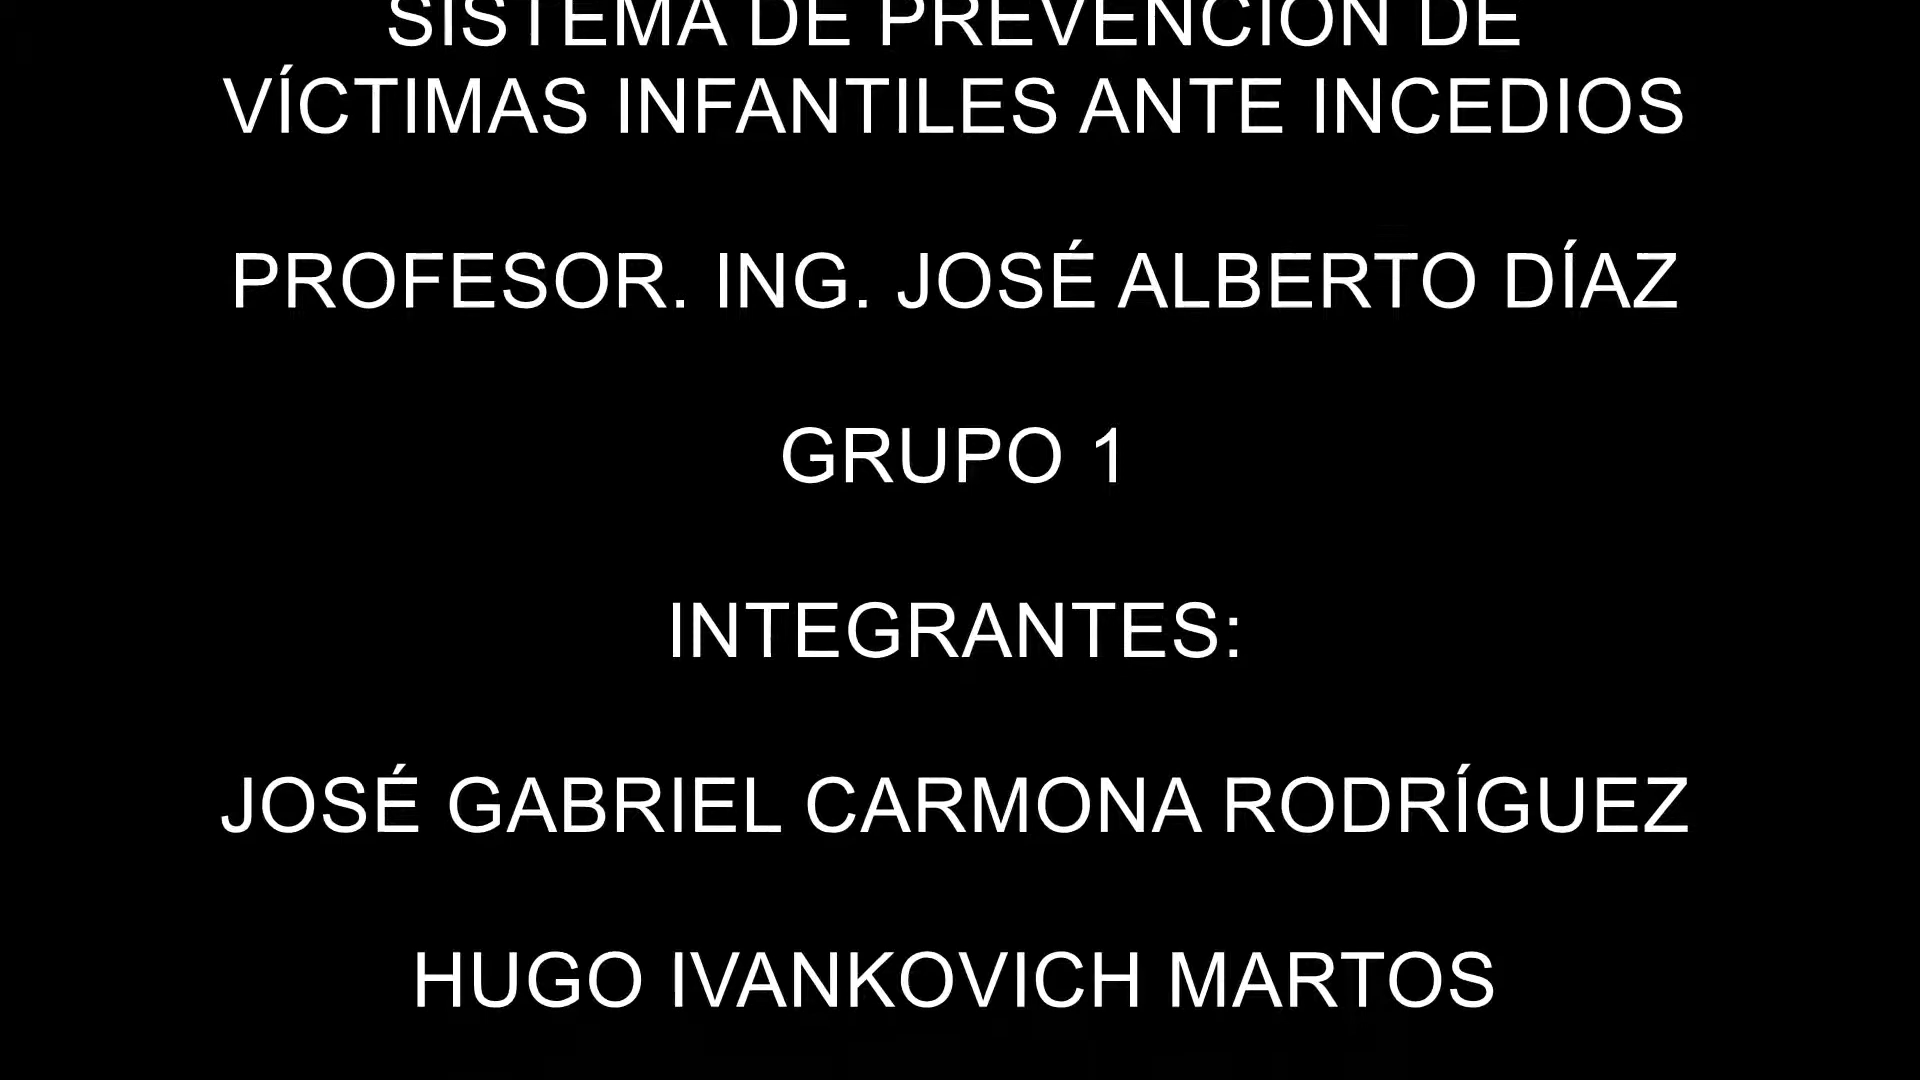 SISTEMA DE PREVENCIÓN DE
VÍCTIMAS INFANTILES ANTE INCEDIOS
PROFESOR. ING. JOSÉ ALBERTO DÍAZ
GRUPO 1
INTEGRANTES:
JOSÉ GABRIEL CARMONA RODRÍGUEZ
HUGO IVANKOVICH MARTOS